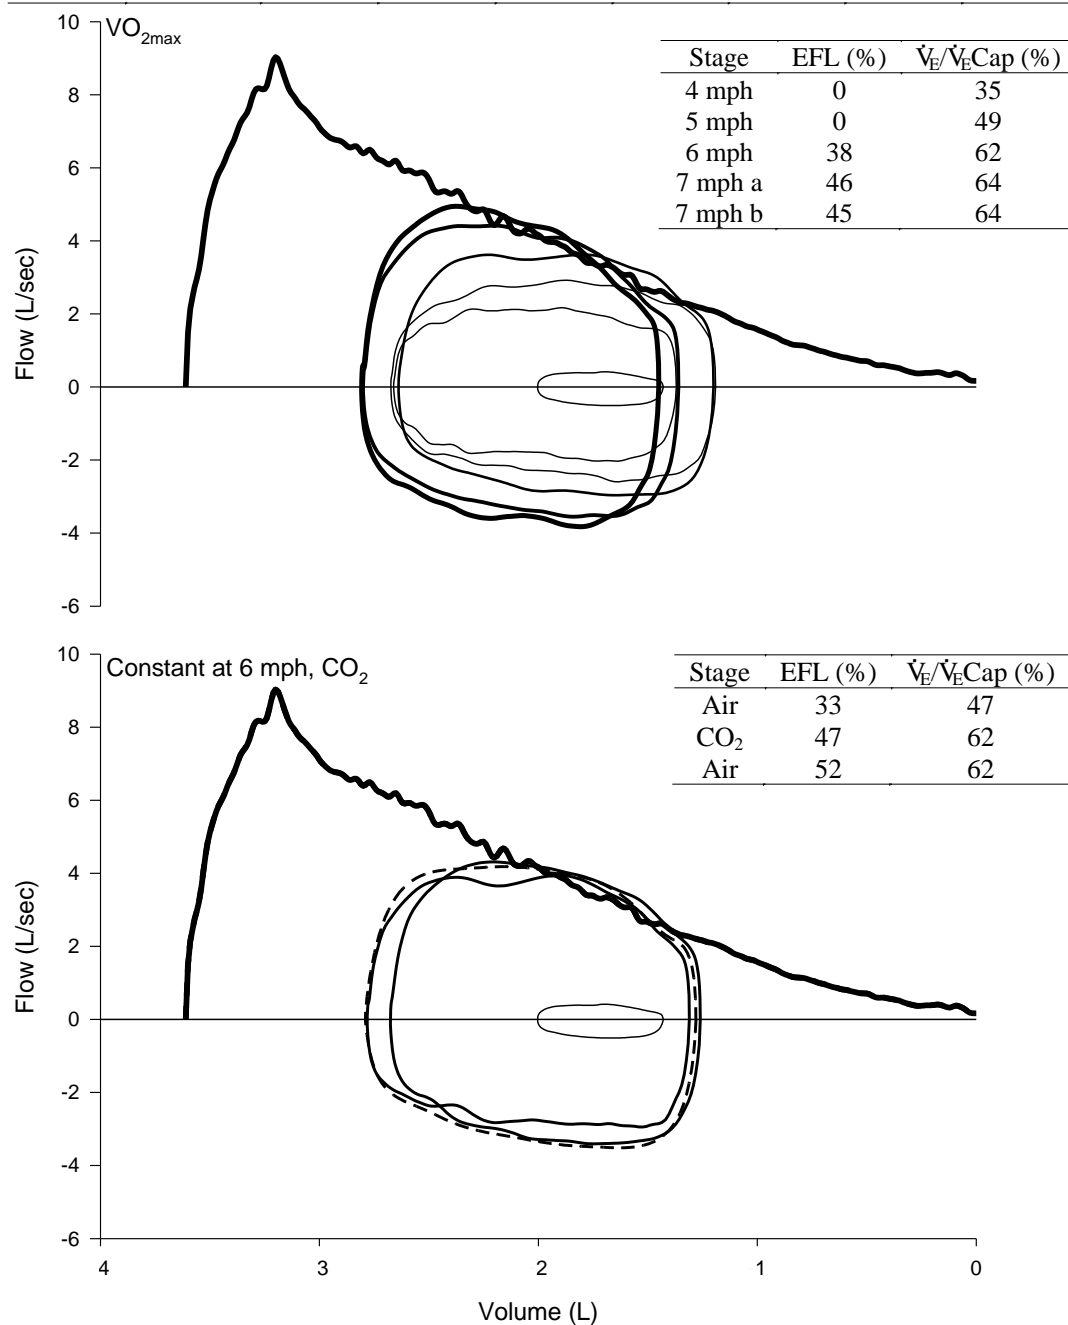 10
VO2max
8
6
4
2
0
-2
-4
-6
Flow (L/sec)
Stage EFL (%) V̇E/V̇ECap (%)
4 mph 0 35
5 mph 0 49
6 mph 38 62
7 mph a 46 64
7 mph b 45 64
10
Constant at 6 mph, CO2
8
6
4
2
0
-2
-4
-6
Flow (L/sec)
Stage EFL (%) V̇E/V̇ECap (%)
Air 33 47
CO2 47 62
Air 52 62
4 3 2 1 0
Volume (L)